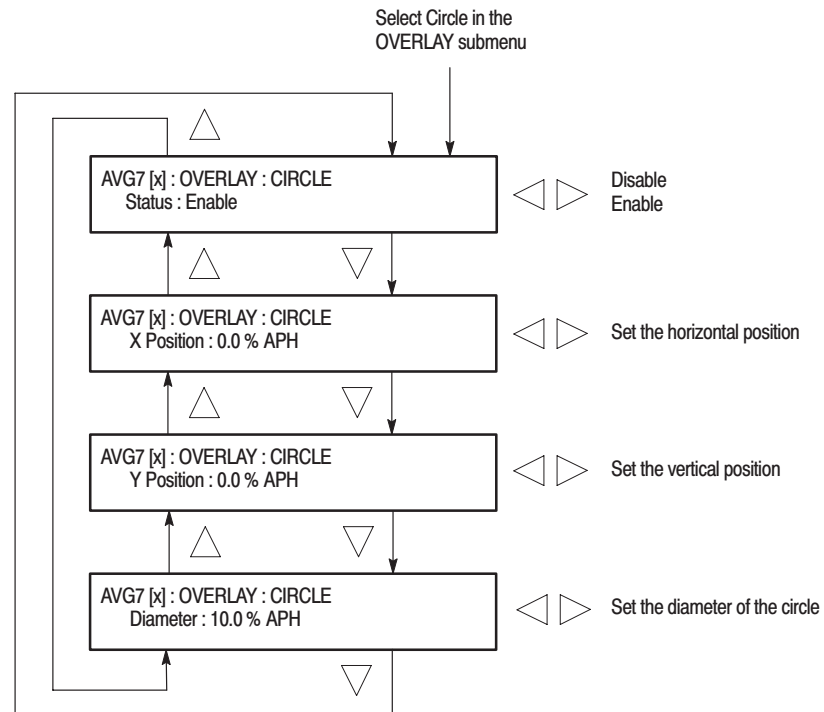 Select Circle in the
OVERLAY submenu
AVG7 [x] : OVERLAY : CIRCLE
Status : Enable
Disable
Enable
AVG7 [x] : OVERLAY : CIRCLE
X Position : 0.0 % APH
Set the horizontal position
AVG7 [x] : OVERLAY : CIRCLE
Y Position : 0.0 % APH
Set the vertical position
AVG7 [x] : OVERLAY : CIRCLE
Diameter : 10.0 % APH
Set the diameter of the circle